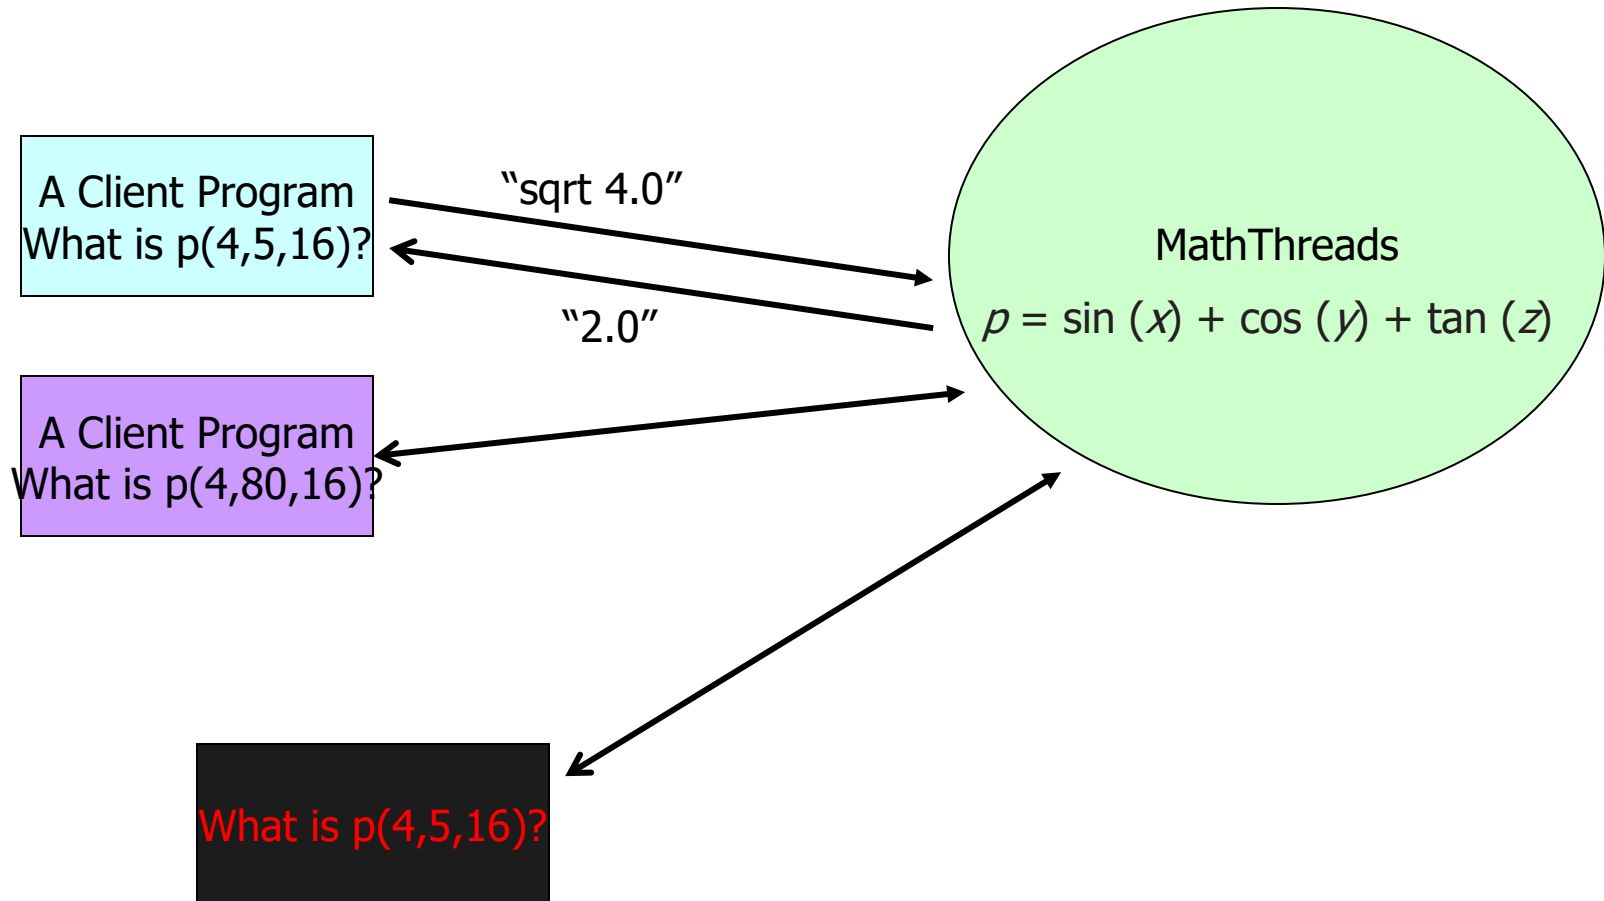 A Client Program
What is p(4,5,16)?
“sqrt 4.0”
“2.0”
MathThreads
p = sin (x) + cos (y) + tan (z)
A Client Program
What is p(4,80,16)?
What is p(4,5,16)?